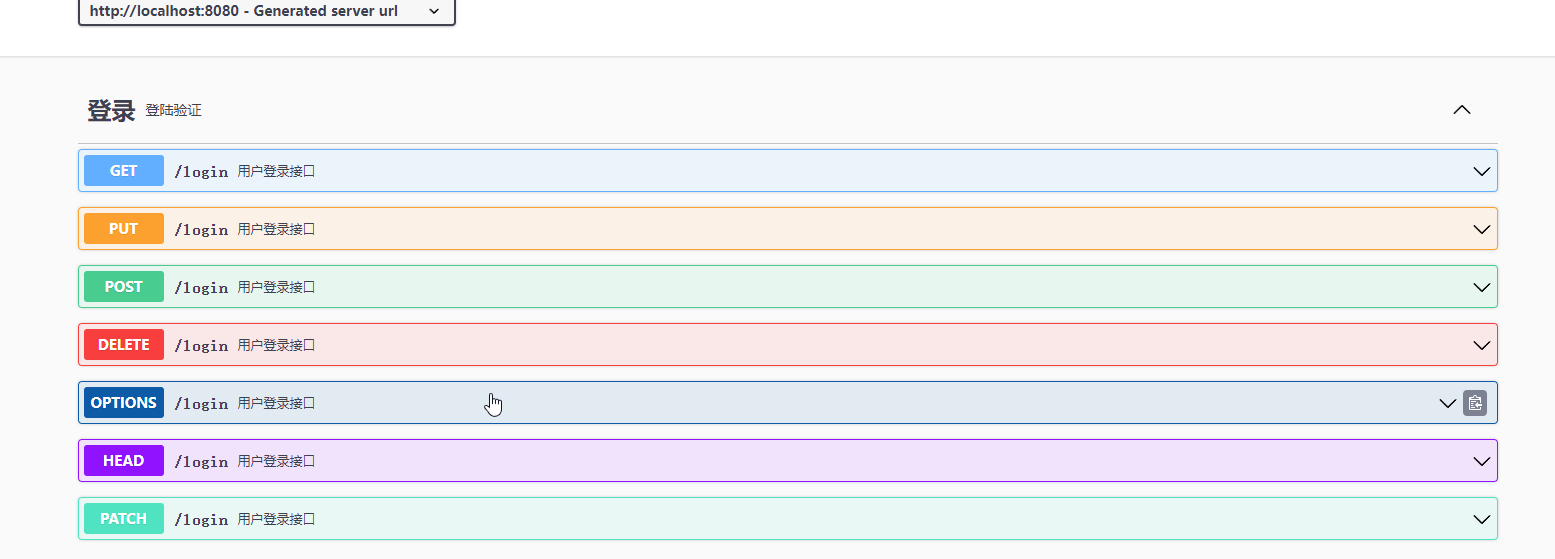 http://localhost:8080 - Generated server url
登录 登陆验证
GET /login 用户登录接口
PUT /login 用户登录接口
POST /login 用户登录接口
DELETE /login 用户登录接口
OPTIONS /login 用户登录接口
HEAD /login 用户登录接口
PATCH /login 用户登录接口